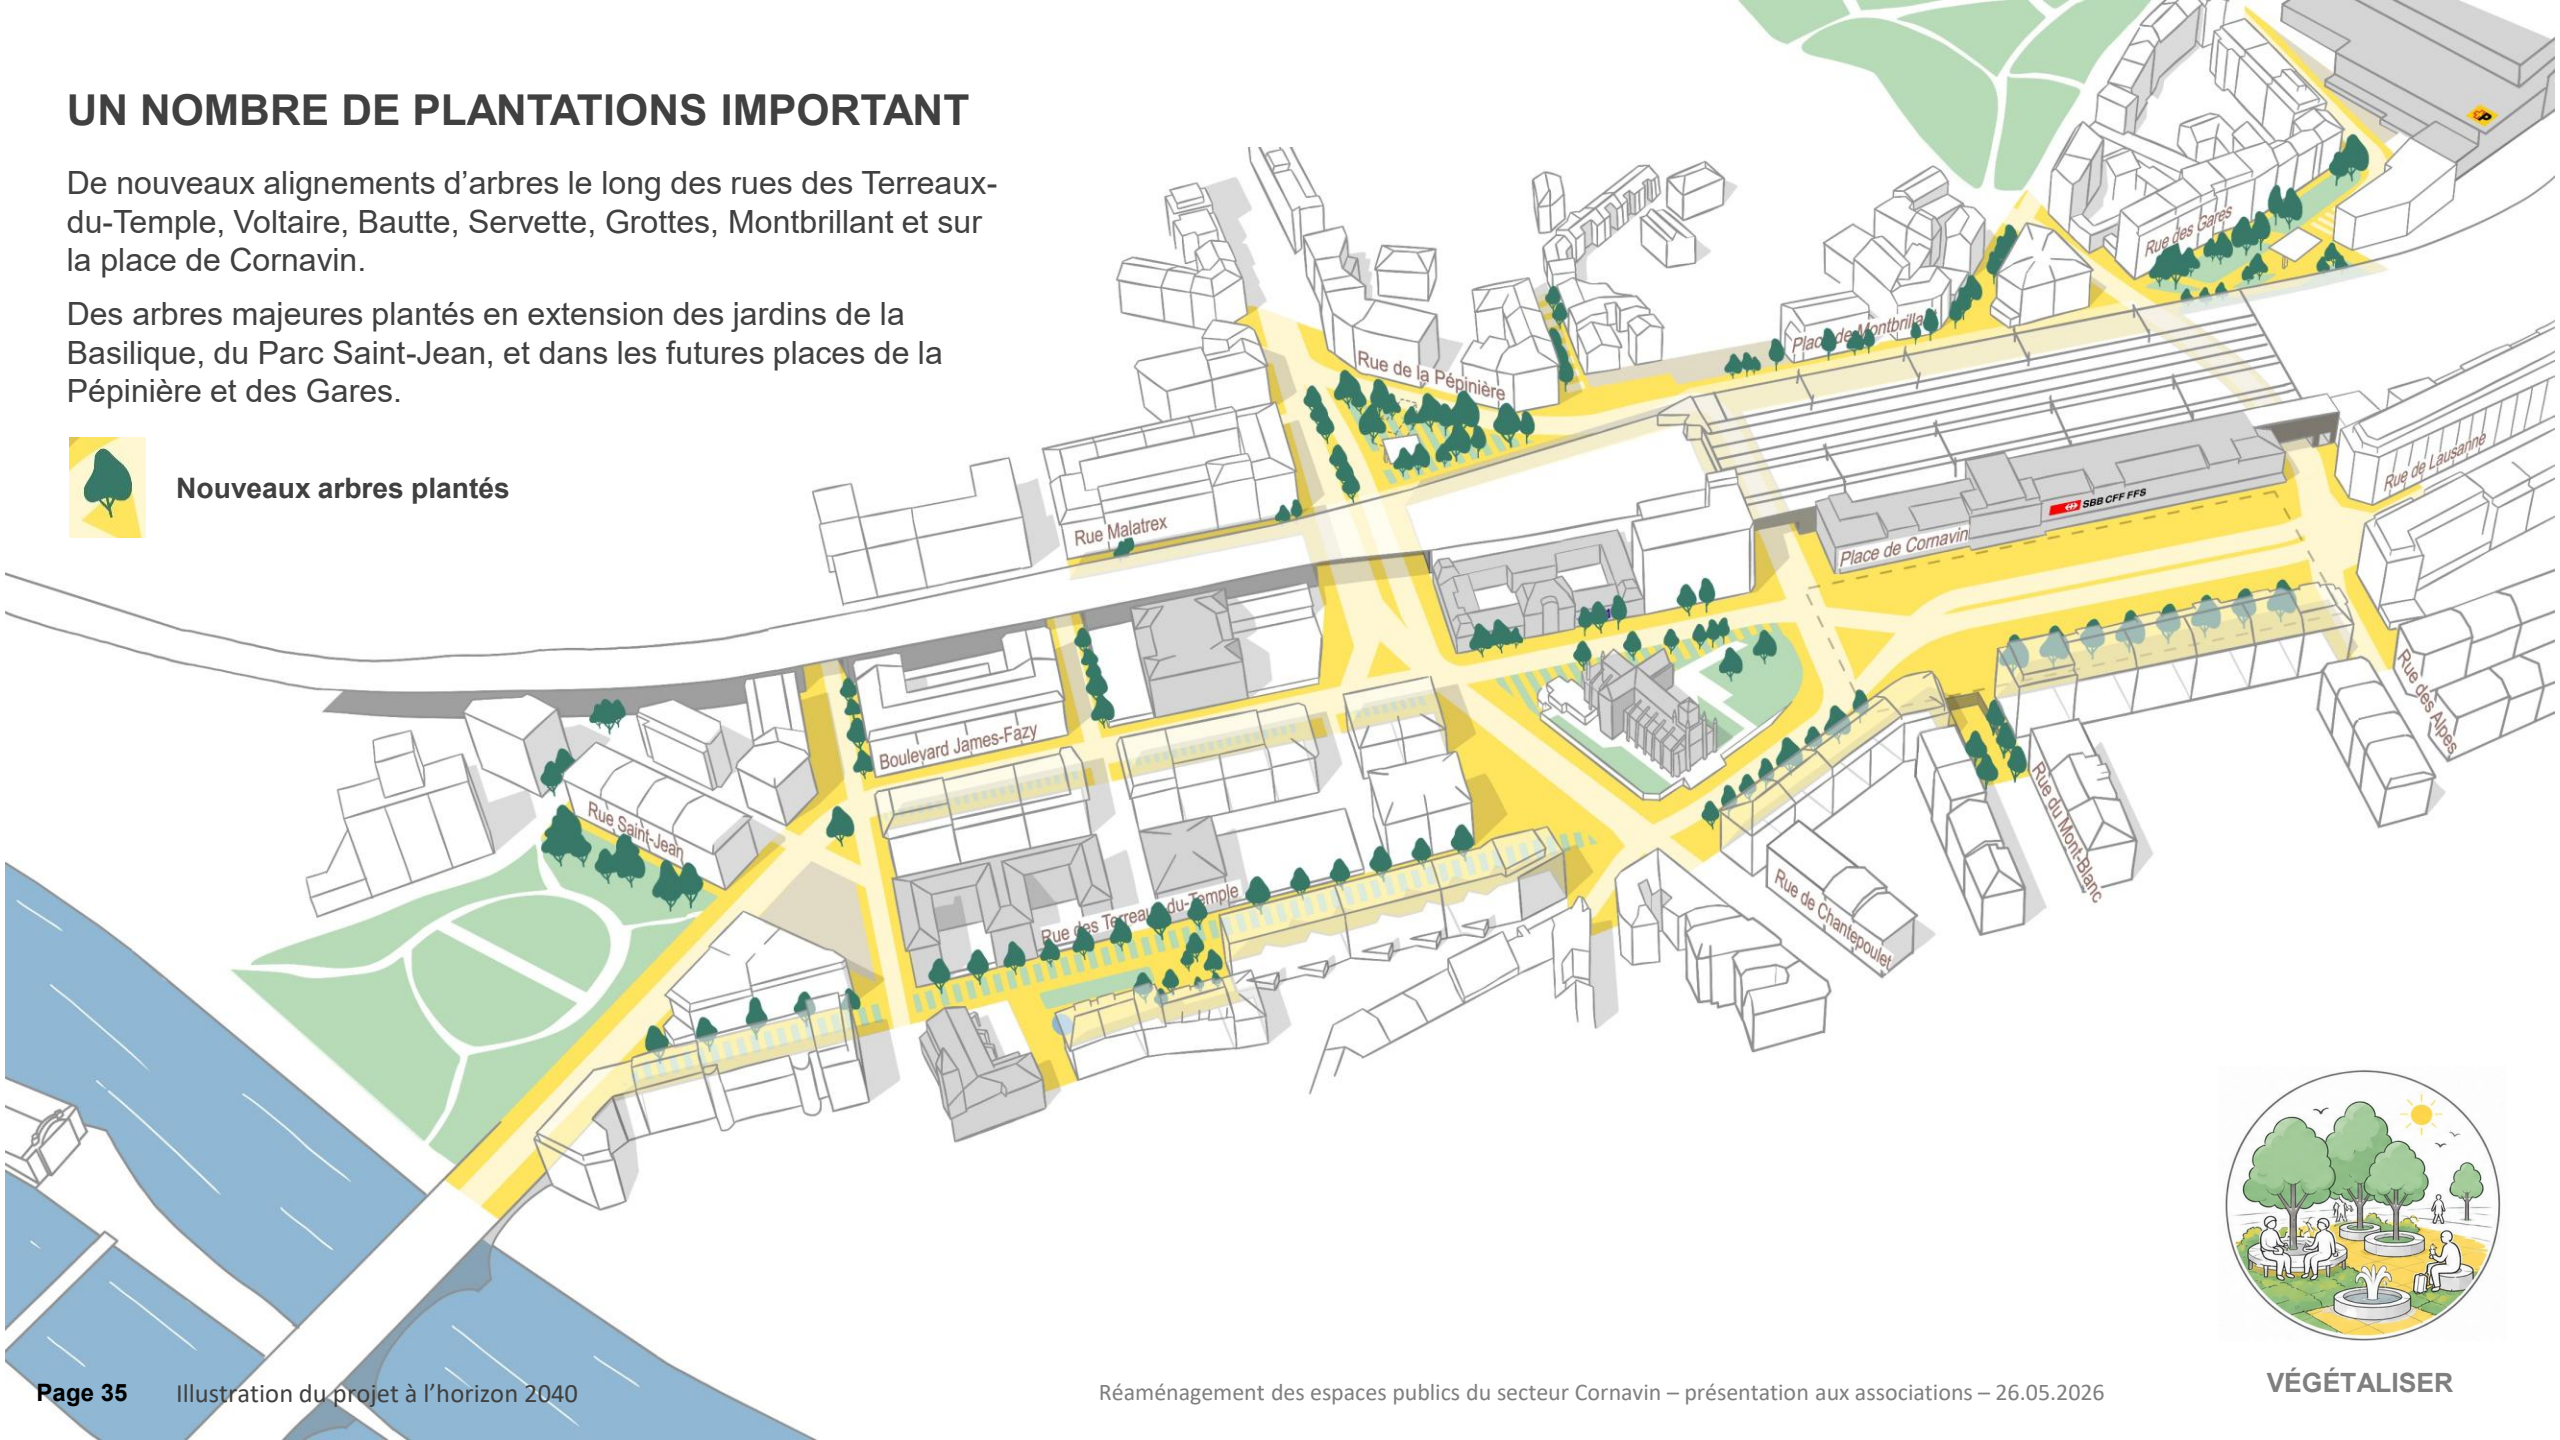 UN NOMBRE DE PLANTATIONS IMPORTANT
De nouveaux alignements d’arbres le long des rues des Terreaux-
du-Temple, Voltaire, Bautte, Servette, Grottes, Montbrillant et sur
la place de Cornavin.
Des arbres majeures plantés en extension des jardins de la
Basilique, du Parc Saint-Jean, et dans les futures places de la
Pépinière et des Gares.
Nouveaux arbres plantés
P
Rue des Gares
Place de Montbrillant
Rue de la Pépinière
Rue de Lausanne
SBB CFF FFS
Rue Malatrex
Place de Cornavin
Rue des Alpes
Boulevard James-Fazy
Rue Saint-Jean
Rue du Mont-Blanc
Rue des Terreaux-du-Temple
Rue de Chantepoulet
VÉGÉTALISER
Page 35
Illustration du projet à l’horizon 2040
Réaménagement des espaces publics du secteur Cornavin – présentation aux associations – 26.05.2026